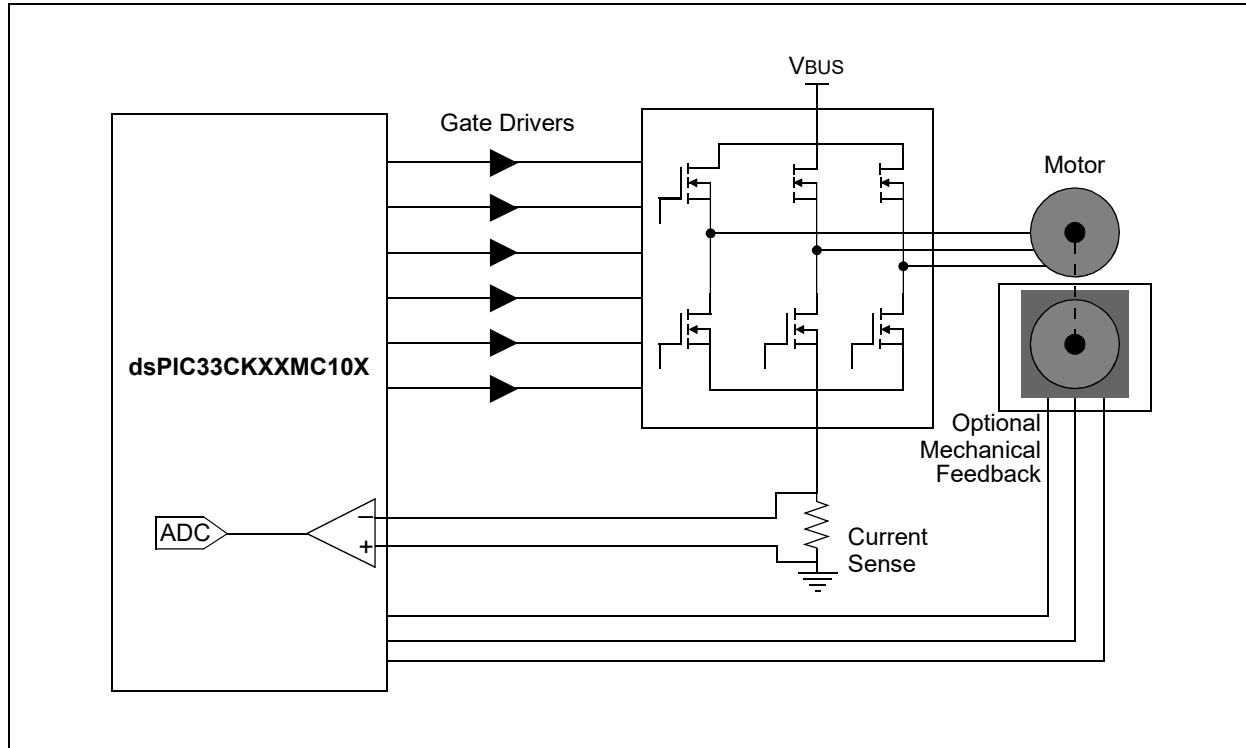 VBUS
Gate Drivers
Motor
dsPIC33CKXXMC10X
Optional
Mechanical
Feedback
ADC
−
+
Current
Sense